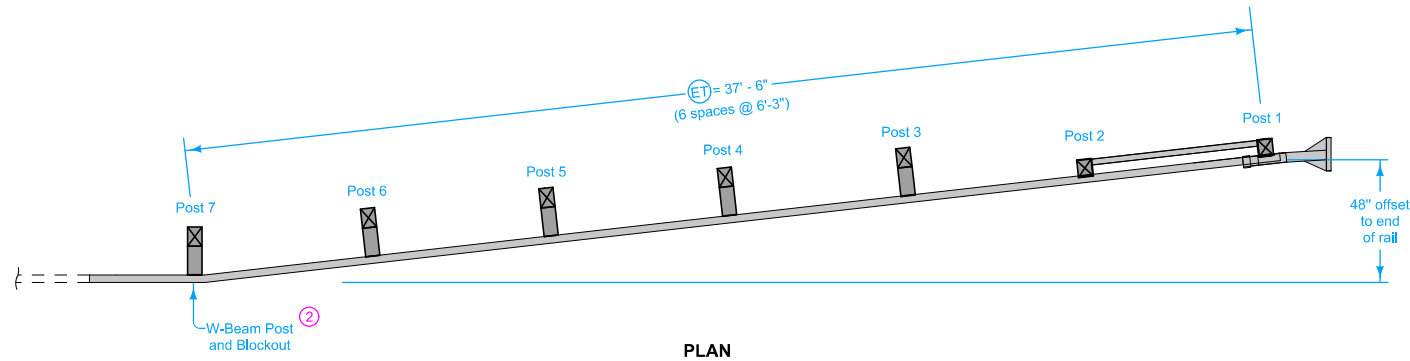 ET = 37' - 6"
(6 spaces @ 6'-3")
Post 1
Post 2
Post 3
Post 4
Post 5
Post 6
Post 7
48" offset
to end
of rail
W-Beam Post 2
and Blockout
PLAN